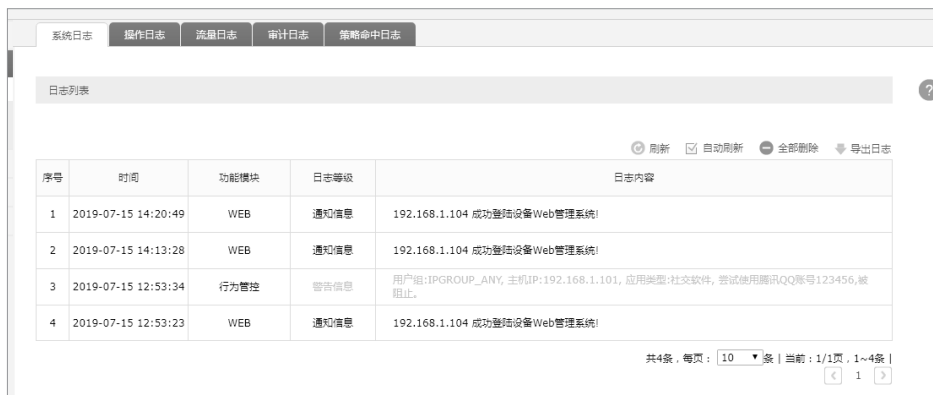 系统日志 操作日志 流量日志 审计日志 策略命中日志
日志列表
?
刷新 自动刷新 全部删除 导出日志
序号 时间 功能模块 日志等级 日志内容
1 2019-07-15 14:20:49 WEB 通知信息 192.168.1.104 成功登陆设备Web管理系统!
2 2019-07-15 14:13:28 WEB 通知信息 192.168.1.104 成功登陆设备Web管理系统!
3 2019-07-15 12:53:34 行为管控 警告信息 用户组:IPGROUP_ANY, 主机IP:192.168.1.101, 应用类型:社交软件, 尝试使用腾讯QQ账号123456,被
阻止。
4 2019-07-15 12:53:23 WEB 通知信息 192.168.1.104 成功登陆设备Web管理系统!
共4条，每页： 10 条 | 当前：1/1页，1~4条 |
< 1 >